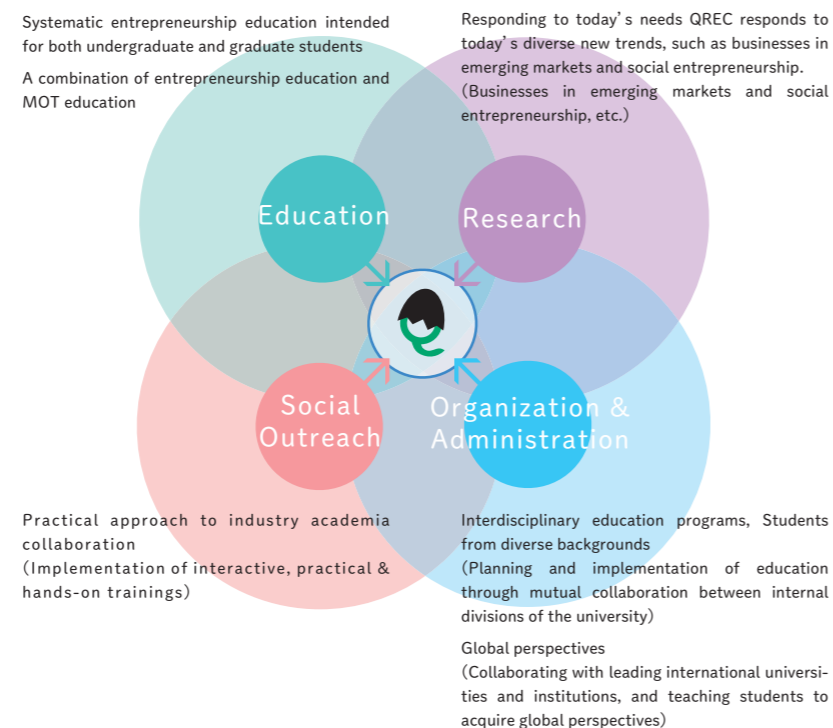 Systematic entrepreneurship education intended
for both undergraduate and graduate students
A combination of entrepreneurship education and
MOT education
Responding to today’s needs QREC responds to
today’s diverse new trends, such as businesses in
emerging markets and social entrepreneurship.
(Businesses in emerging markets and social
entrepreneurship, etc.)
Education
Research
Social
Outreach
Organization &
Administration
Practical approach to industry academia
collaboration
(Implementation of interactive, practical &
hands-on trainings)
Interdisciplinary education programs, Students
from diverse backgrounds
(Planning and implementation of education
through mutual collaboration between internal
divisions of the university)
Global perspectives
(Collaborating with leading international universi-
ties and institutions, and teaching students to
acquire global perspectives)